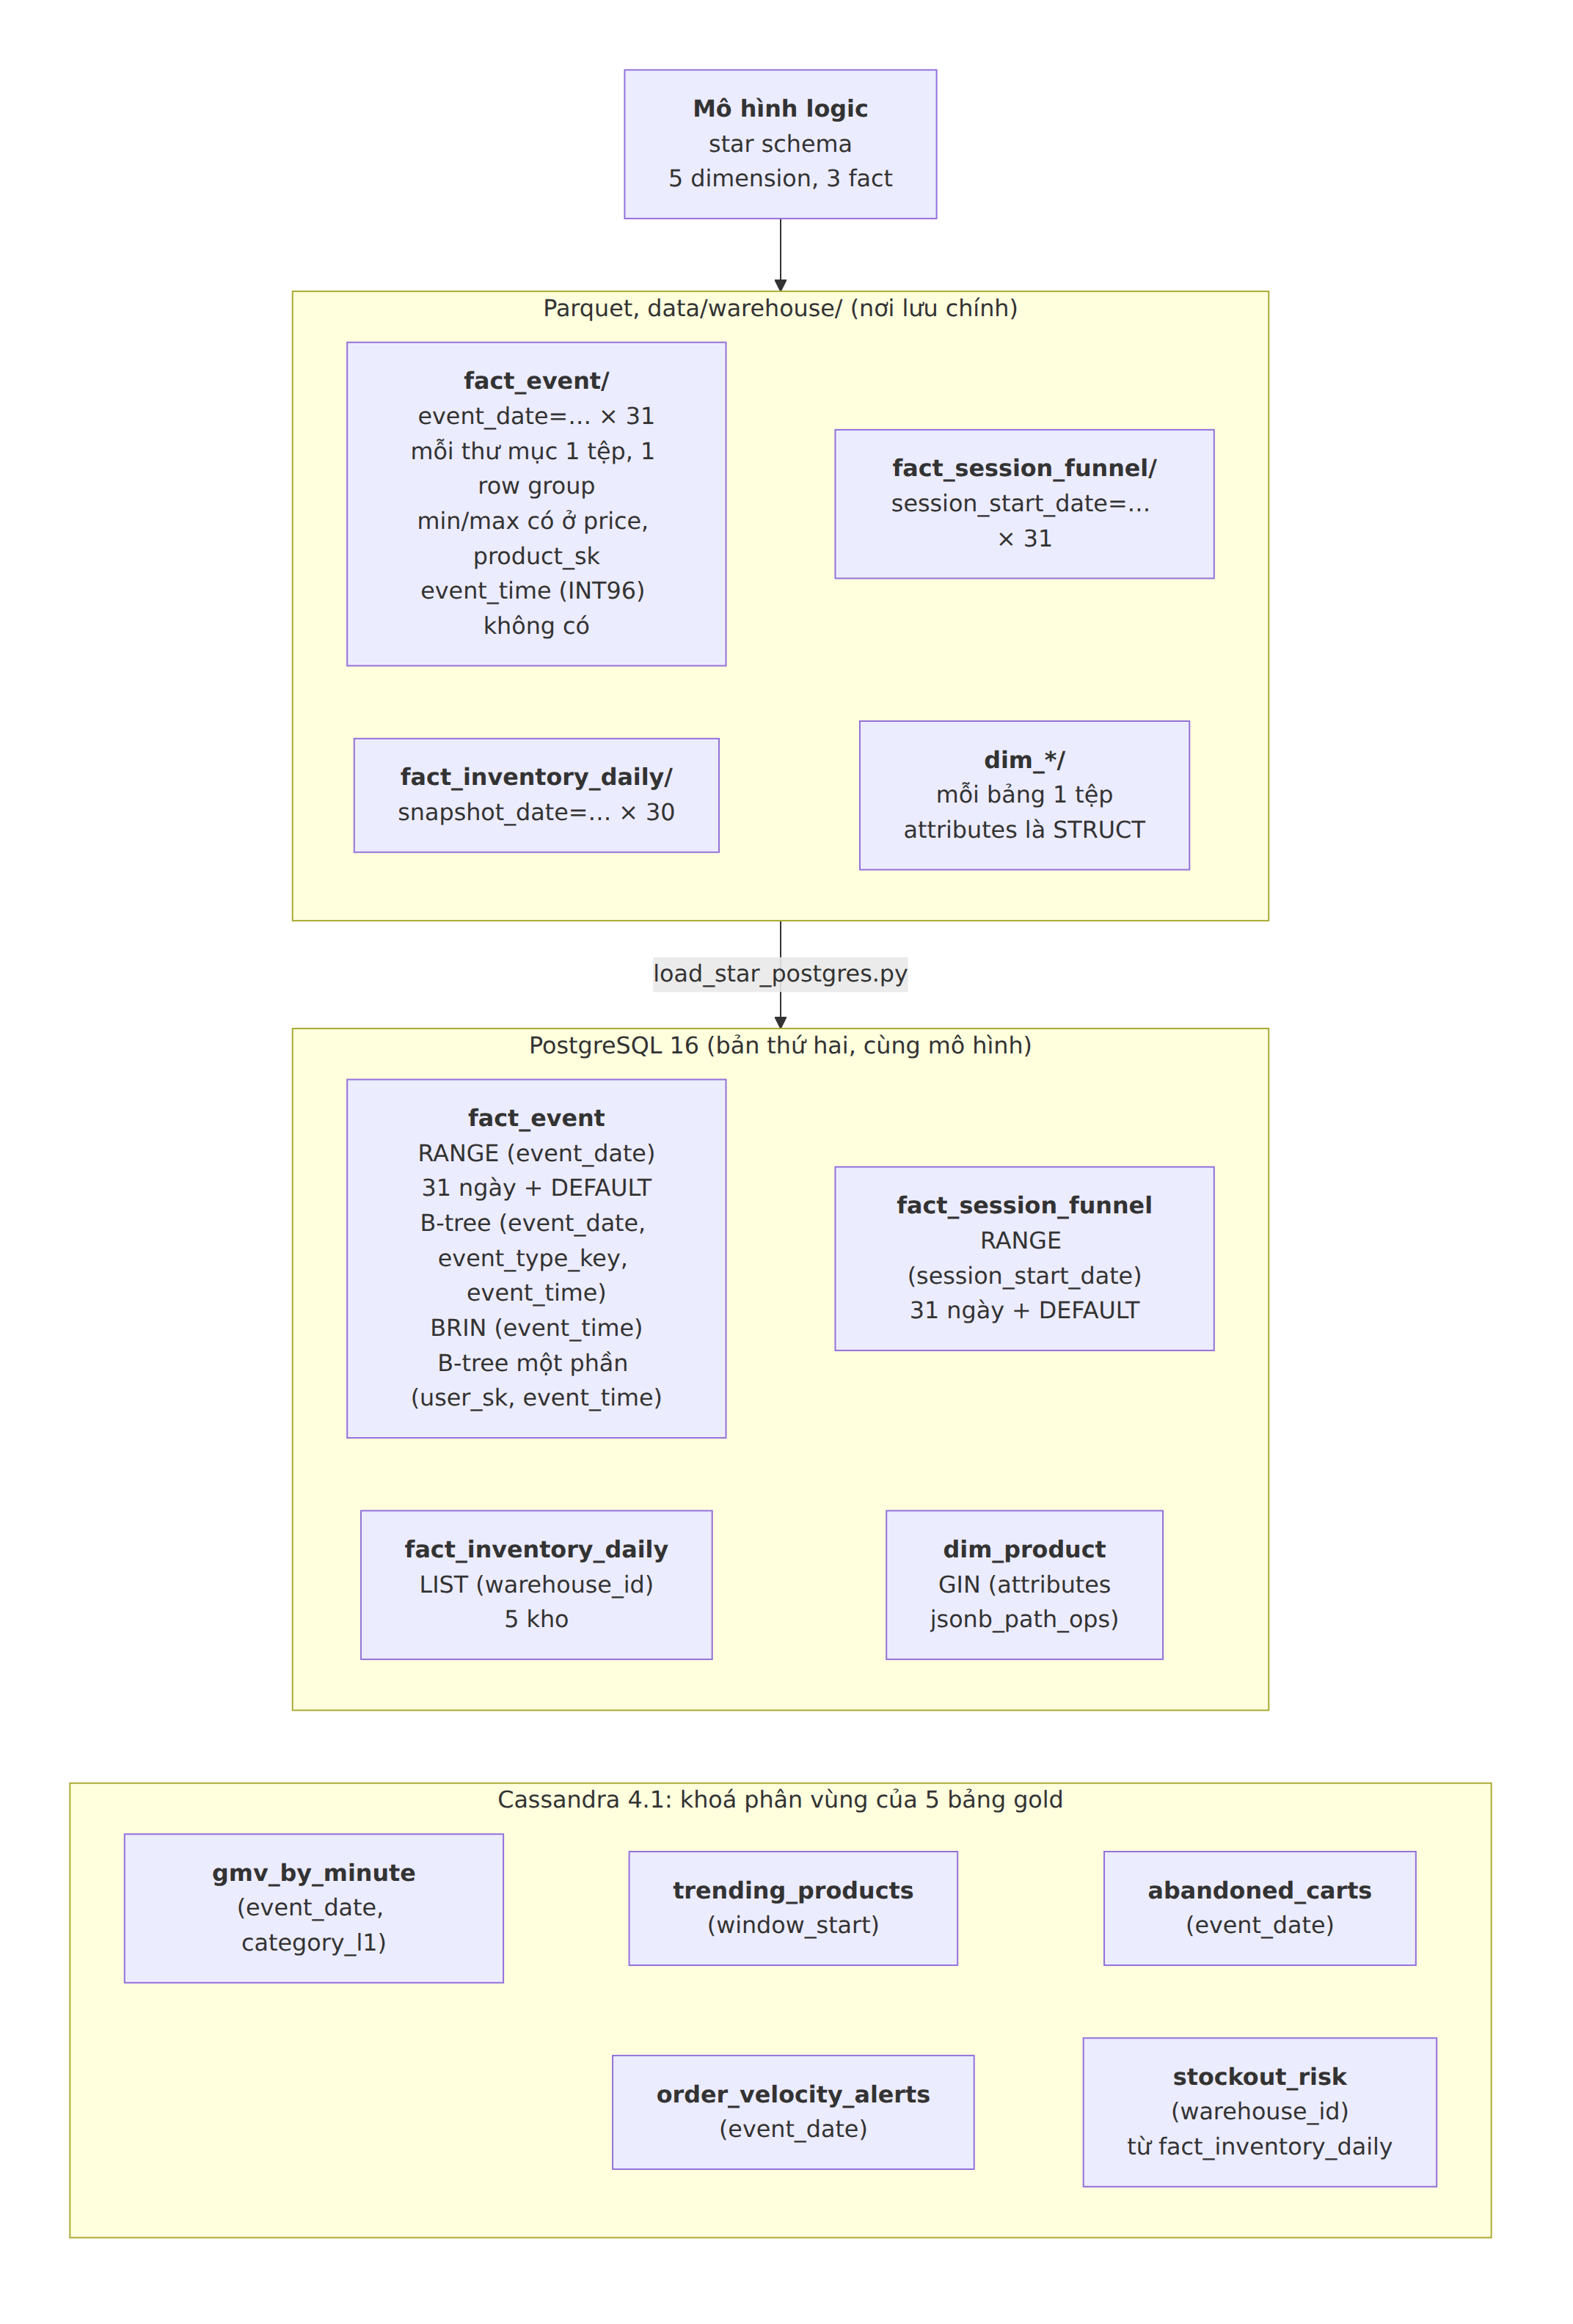 Mô hình logic
star schema
5 dimension, 3 fact
Parquet, data/warehouse/ (nơi lưu chính)
fact_event/
event_date=... × 31
mỗi thư mục 1 tệp, 1
row group
min/max có ở price,
product_sk
event_time (INT96)
không có
fact_session_funnel/
session_start_date=...
× 31
fact_inventory_daily/
snapshot_date=... × 30
dim_*/
mỗi bảng 1 tệp
attributes là STRUCT
load_star_postgres.py
PostgreSQL 16 (bản thứ hai, cùng mô hình)
fact_event
RANGE (event_date)
31 ngày + DEFAULT
B-tree (event_date,
event_type_key,
event_time)
BRIN (event_time)
B-tree một phần
(user_sk, event_time)
fact_session_funnel
RANGE
(session_start_date)
31 ngày + DEFAULT
fact_inventory_daily
LIST (warehouse_id)
5 kho
dim_product
GIN (attributes
jsonb_path_ops)
Cassandra 4.1: khoá phân vùng của 5 bảng gold
gmv_by_minute
(event_date,
category_l1)
trending_products
(window_start)
abandoned_carts
(event_date)
order_velocity_alerts
(event_date)
stockout_risk
(warehouse_id)
từ fact_inventory_daily